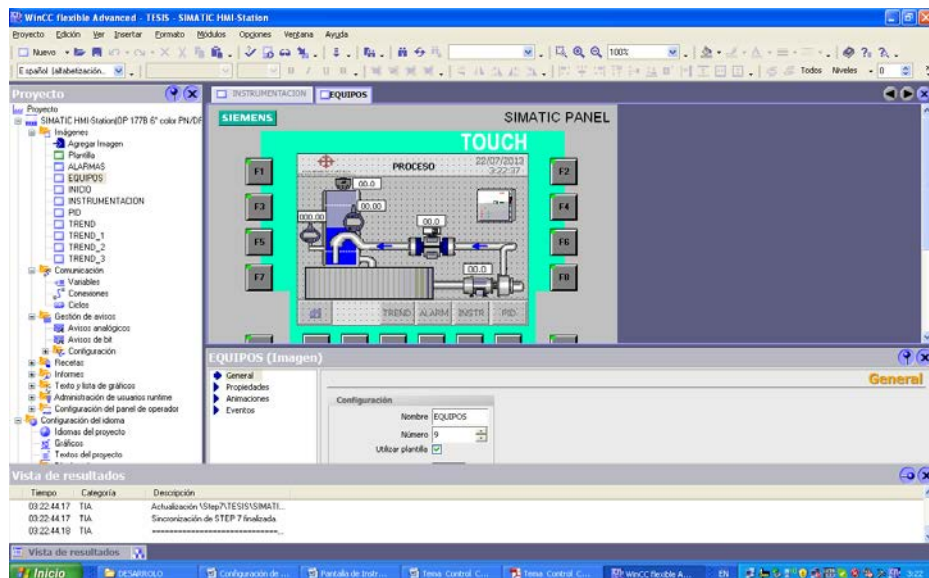 WinCC flexible Advanced - TESIS - SIMATIC HMI-Station
Proyecto Edición Ver Insertar Formato Módulos Opciones Ventana Ayuda
Nuevo 100%
Español (alfabetización... Todos Niveles 0
Proyecto
INSTRUMENTACION EQUIPOS
Proyecto
SIMATIC HMI-Station(OP 177B 6" color PN/DP
Imágenes
Agregar Imagen
Plantilla
ALARMAS
EQUIPOS
INICIO
INSTRUMENTACION
PID
TREND
TREND_1
TREND_2
TREND_3
Comunicación
Variables
Conexiones
Ciclos
Gestión de avisos
Avisos analógicos
Avisos de bit
Configuración
Recetas
Informes
Texto y lista de gráficos
Administración de usuarios runtime
Configuración del panel de operador
Configuración del idioma
Idiomas del proyecto
Gráficos
Textos del proyecto
SIEMENS SIMATIC PANEL
TOUCH
PROCESO 22/07/2013
3:22:37
F1 F2
F3 F4
F5 F6
F7 F8
00.0
00.00
000.00
00.0
00.0
TREND ALARM INSTR PID
EQUIPOS (Imagen)
General
Propiedades
Animaciones
Eventos
General
Configuración
Nombre EQUIPOS
Número 9
Utilizar plantilla
Vista de resultados
Tiempo Categoría Descripción
03:22:44.17 TIA Actualización \Step7\TESIS\SIMATI...
03:22:44.17 TIA Sincronización de STEP 7 finalizada.
03:22:44.18 TIA ==============================...
Vista de resultados
Inicio DESARROLLO Configuración de ... Pantalla de Instr... Tema Control C... Tema Control C... WinCC flexible A... EN 3:22